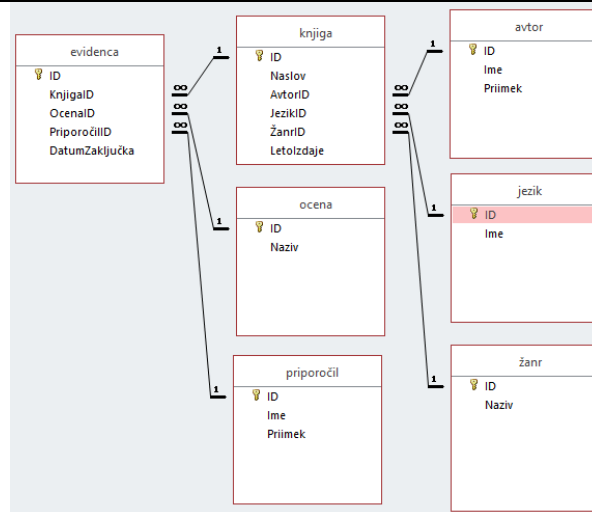 evidenca
ID
KnjigaID
OcenaID
PriporočilID
DatumZaključka
knjiga
ID
Naslov
AvtorID
JezikID
ŽanrID
LetoIzdaje
ocena
ID
Naziv
priporočil
ID
Ime
Priimek
avtor
ID
Ime
Priimek
jezik
ID
Ime
žanr
ID
Naziv
∞
∞
∞
1
1
1
∞
∞
∞
1
1
1